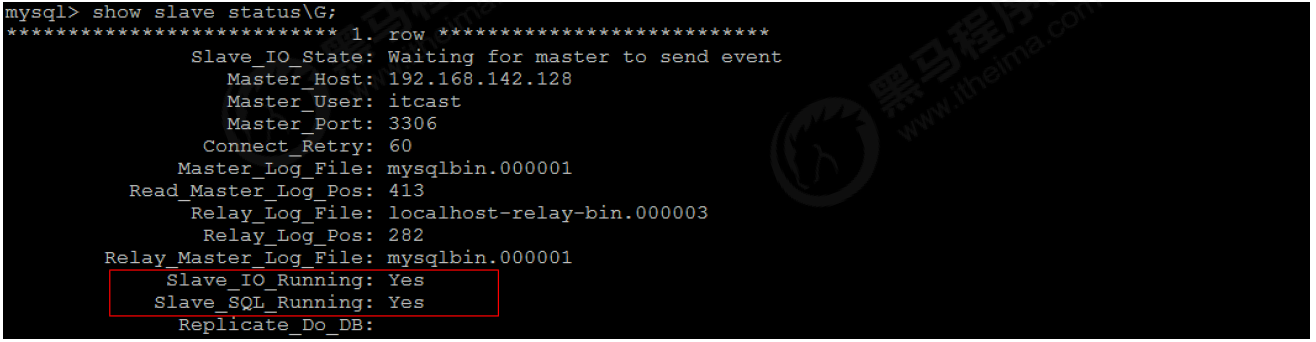 mysql> show slave status\G;
*************************** 1. row ***************************
Slave_IO_State: Waiting for master to send event
Master_Host: 192.168.142.128
Master_User: itcast
Master_Port: 3306
Connect_Retry: 60
Master_Log_File: mysqlbin.000001
Read_Master_Log_Pos: 413
Relay_Log_File: localhost-relay-bin.000003
Relay_Log_Pos: 282
Relay_Master_Log_File: mysqlbin.000001
Slave_IO_Running: Yes
Slave_SQL_Running: Yes
Replicate_Do_DB:
黑马程序
www.itheima.com